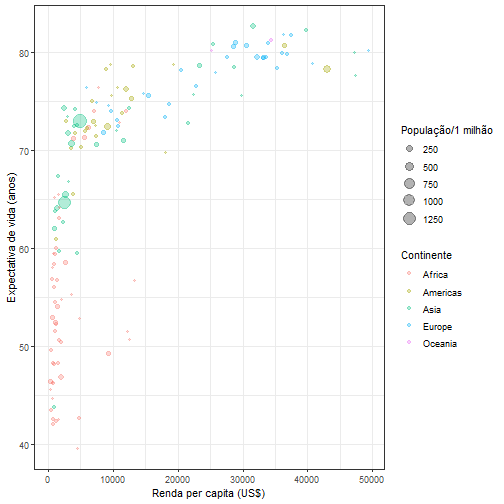 80
70
60
50
40
Expectativa de vida (anos)
0
10000
20000
30000
40000
50000
Renda per capita (US$)
População/1 milhão
250
500
750
1000
1250
Continente
Africa
Americas
Asia
Europe
Oceania